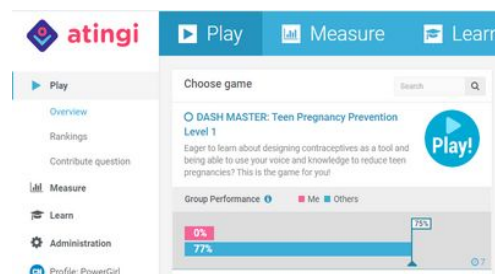 atingi
Play
Measure
Learn
Play
Overview
Rankings
Contribute question
Measure
Learn
Administration
Profile: PowerGirl
Choose game
Search
DASH MASTER: Teen Pregnancy Prevention
Level 1
Eager to learn about designing contraceptives as a tool and
being able to use your voice and knowledge to reduce teen
pregnancies? This is the game for you!
Play!
Group Performance
Me
Others
75%
0%
77%
7